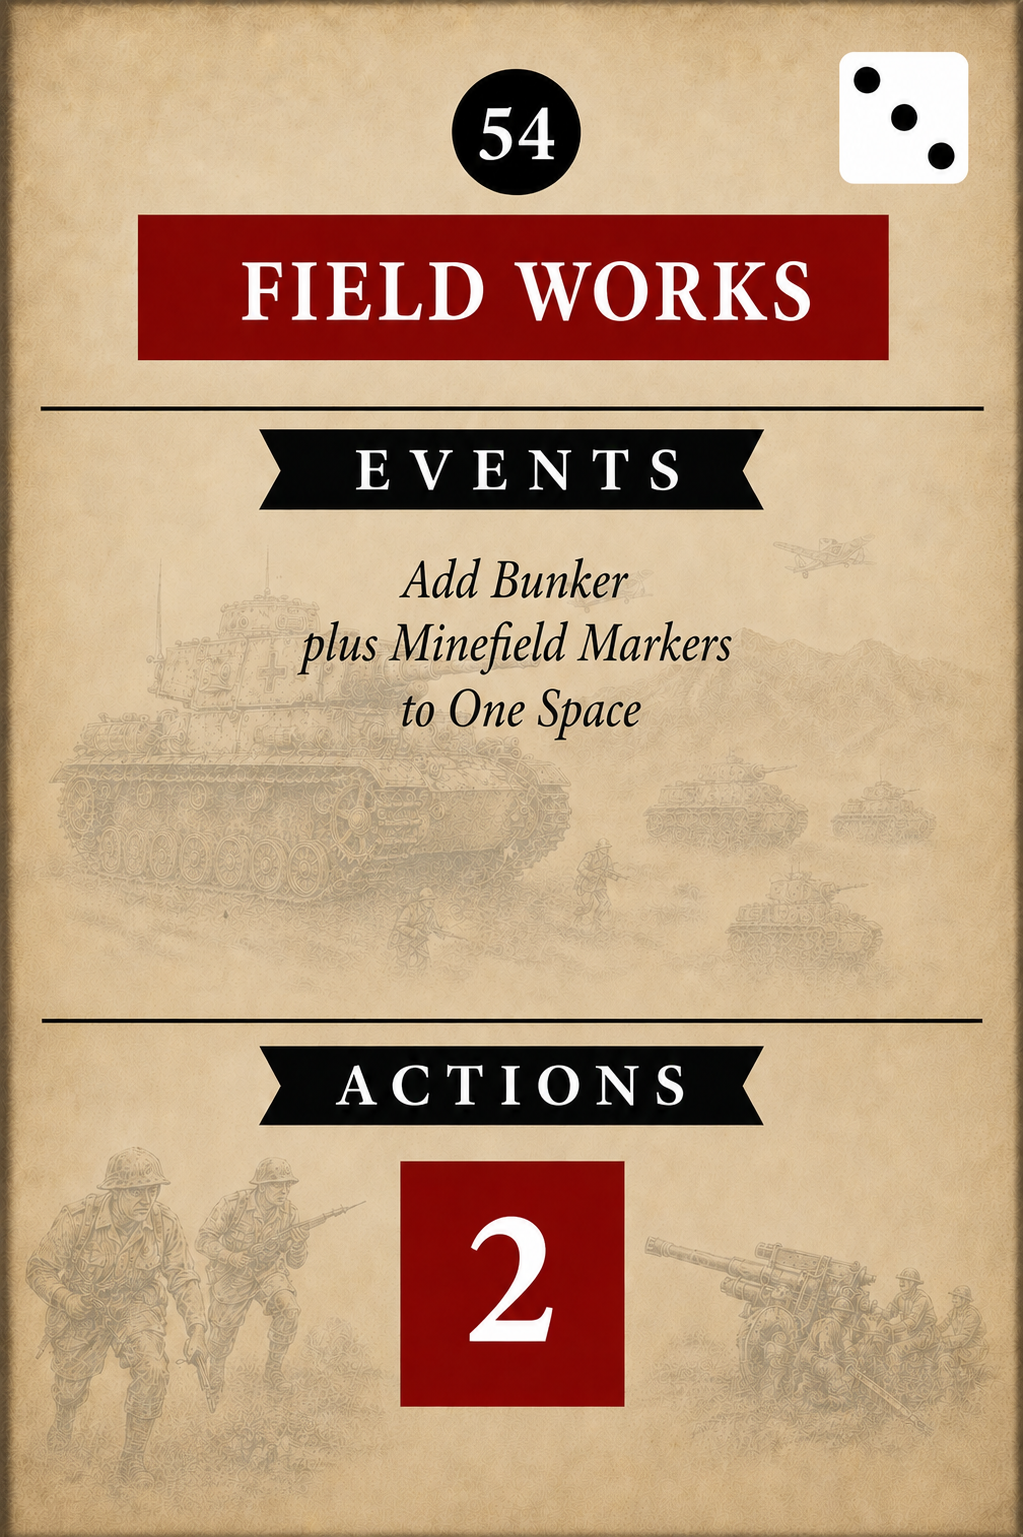 54
FIELD WORKS
EVENTS
Add Bunker
plus Minefield Markers
to One Space
ACTIONS
2